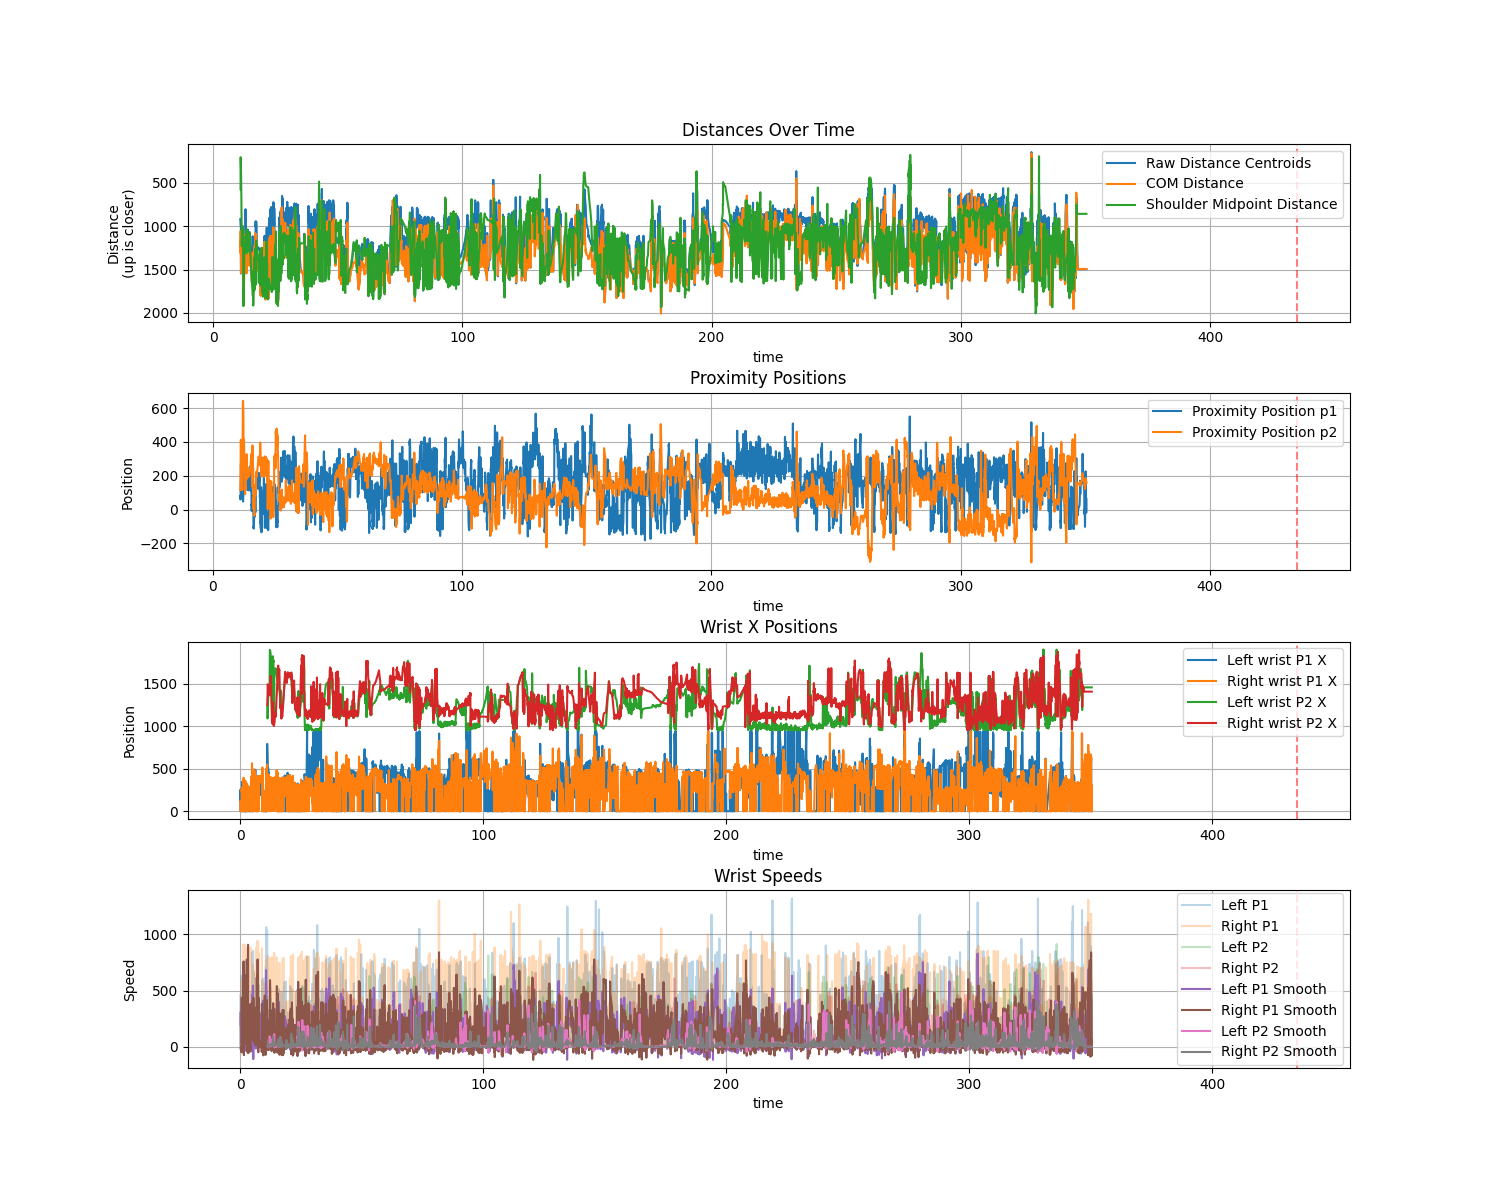 Distances Over Time
Distance
(up is closer)
500
1000
1500
2000
Raw Distance Centroids
COM Distance
Shoulder Midpoint Distance
0 100 200 300 400
time
Proximity Positions
Position
600
400
200
0
−200
Proximity Position p1
Proximity Position p2
0 100 200 300 400
time
Wrist X Positions
Position
1500
1000
500
0
Left wrist P1 X
Right wrist P1 X
Left wrist P2 X
Right wrist P2 X
0 100 200 300 400
time
Wrist Speeds
Speed
1000
500
0
Left P1
Right P1
Left P2
Right P2
Left P1 Smooth
Right P1 Smooth
Left P2 Smooth
Right P2 Smooth
0 100 200 300 400
time